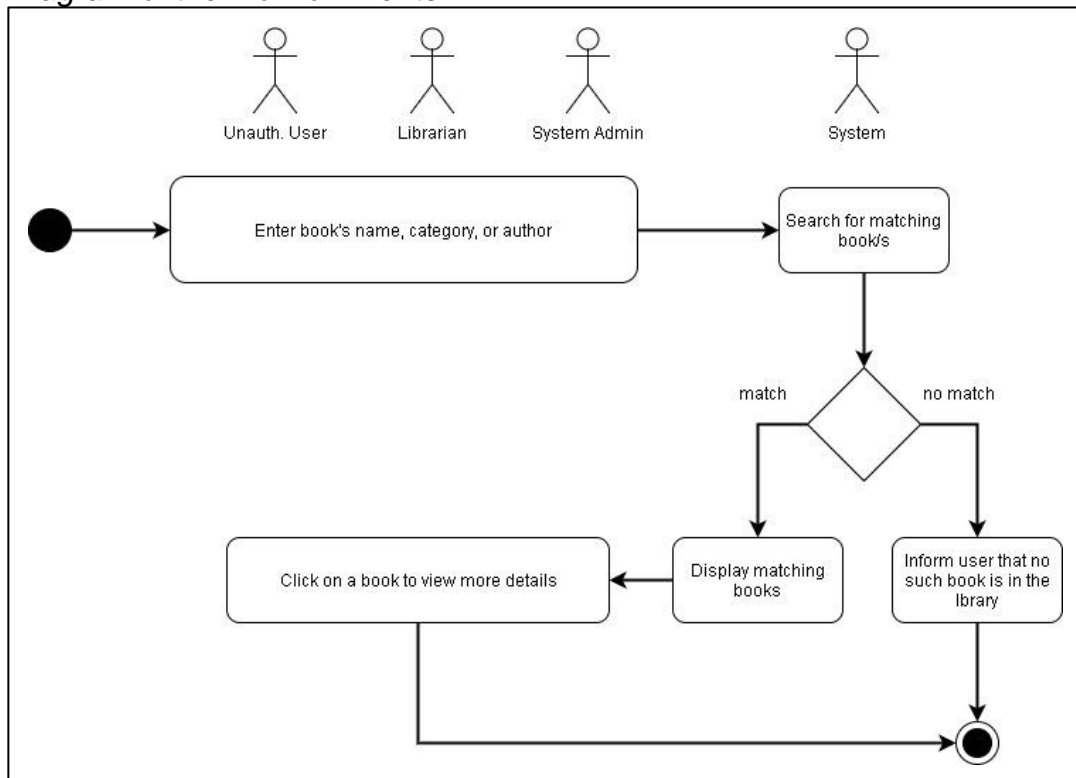 Unauth. User
Librarian
System Admin
System
Enter book's name, category, or author
Search for matching
book/s
match
no match
Click on a book to view more details
Display matching
books
Inform user that no
such book is in the
lbrary